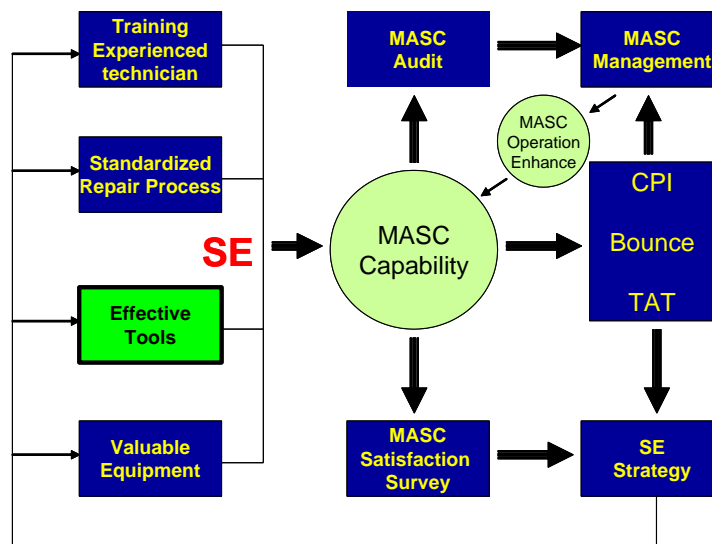 Training
Experienced
technician
Standardized
Repair Process
SE
Effective
Tools
Valuable
Equipment
MASC
Audit
MASC
Management
MASC
Operation
Enhance
MASC
Capability
CPI
Bounce
TAT
MASC
Satisfaction
Survey
SE
Strategy